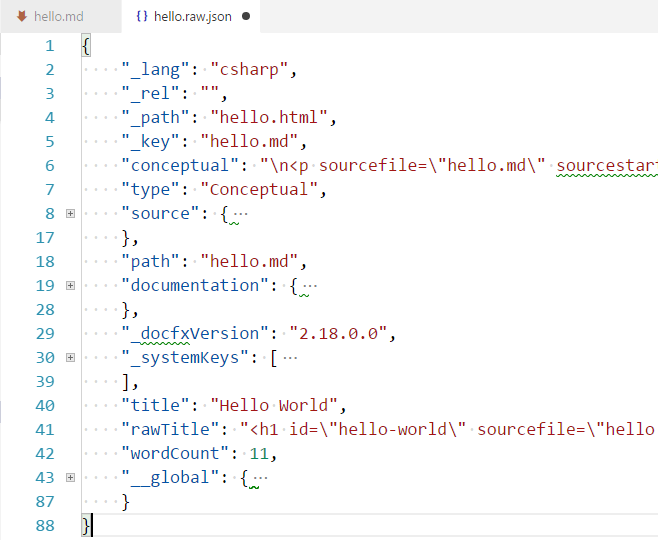 hello.md
{} hello.raw.json ●
1 {
2 "_lang": "csharp",
3 "_rel": "",
4 "_path": "hello.html",
5 "_key": "hello.md",
6 "conceptual": "\n<p sourcefile=\"hello.md\" sourcestar
7 "type": "Conceptual",
8 "source": {…
17 },
18 "path": "hello.md",
19 "documentation": {…
28 },
29 "_docfxVersion": "2.18.0.0",
30 "_systemKeys": […
39 ],
40 "title": "Hello World",
41 "rawTitle": "<h1 id=\"hello-world\" sourcefile=\"hello
42 "wordCount": 11,
43 "__global": {…
87 }
88 }